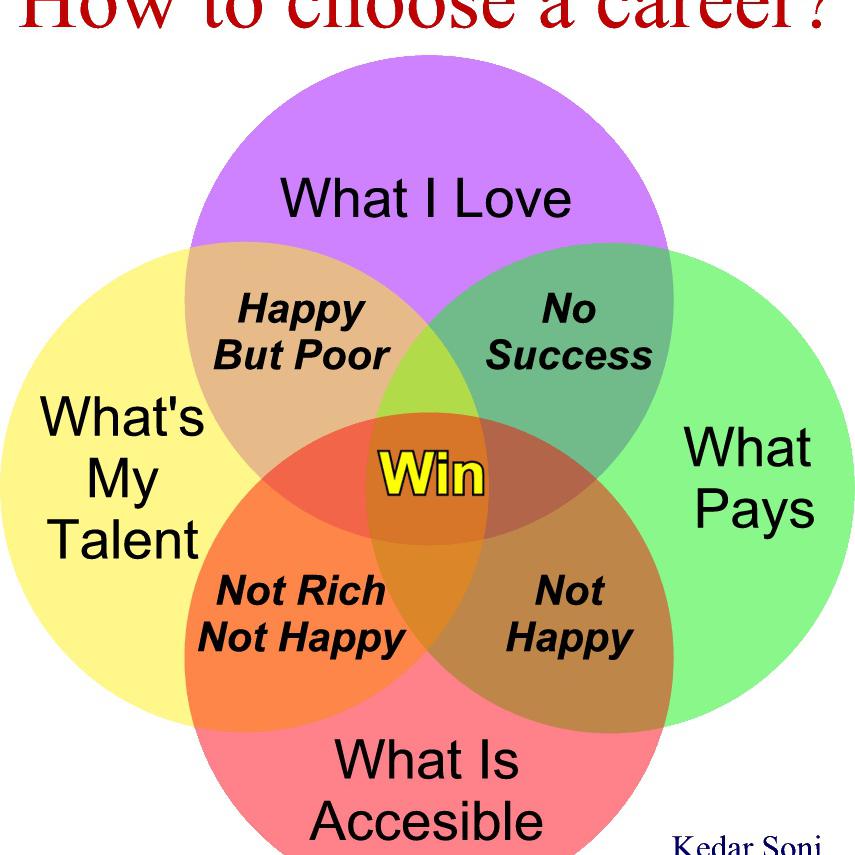 How to choose a career?
What I Love
Happy
But Poor
No
Success
What's
My
Talent
What
Pays
Win
Not Rich
Not Happy
Not
Happy
What Is
Accesible
Kedar Soni